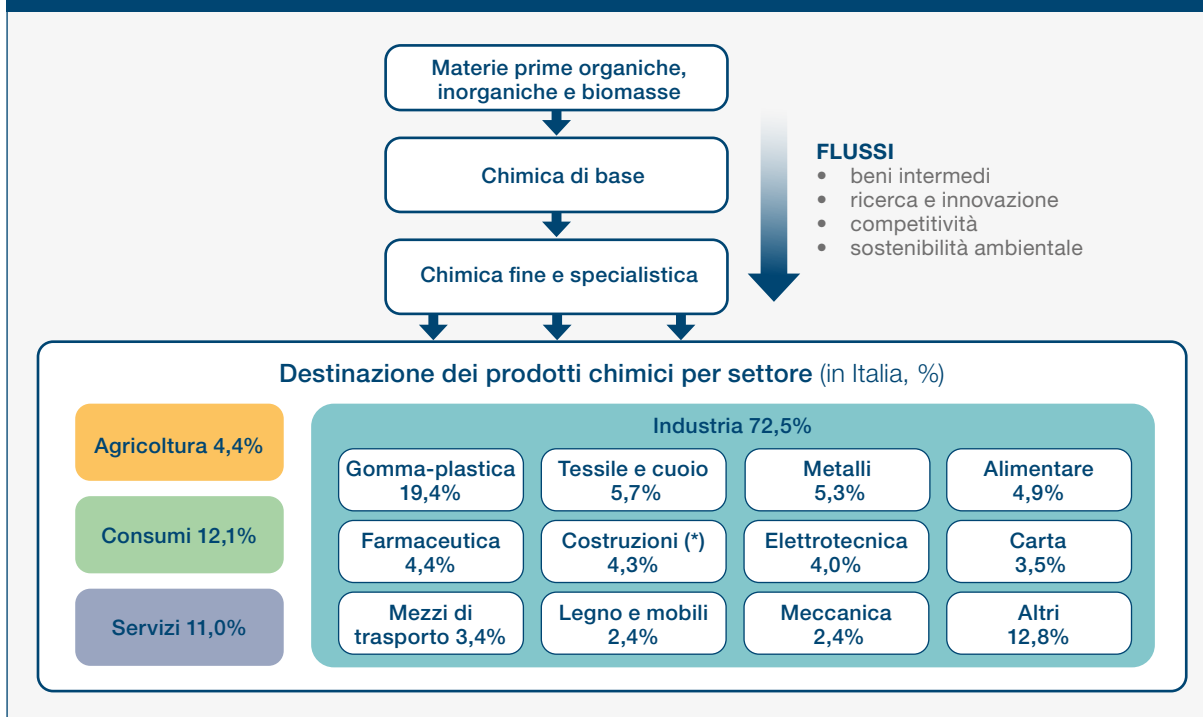 Materie prime organiche,
inorganiche e biomasse
Chimica di base
Chimica fine e specialistica
FLUSSI
• beni intermedi
• ricerca e innovazione
• competitività
• sostenibilità ambientale
Destinazione dei prodotti chimici per settore (in Italia, %)
Agricoltura 4,4%
Consumi 12,1%
Servizi 11,0%
Industria 72,5%
Gomma-plastica
19,4%
Tessile e cuoio
5,7%
Metalli
5,3%
Alimentare
4,9%
Farmaceutica
4,4%
Costruzioni (*)
4,3%
Elettrotecnica
4,0%
Carta
3,5%
Mezzi di
trasporto 3,4%
Legno e mobili
2,4%
Meccanica
2,4%
Altri
12,8%